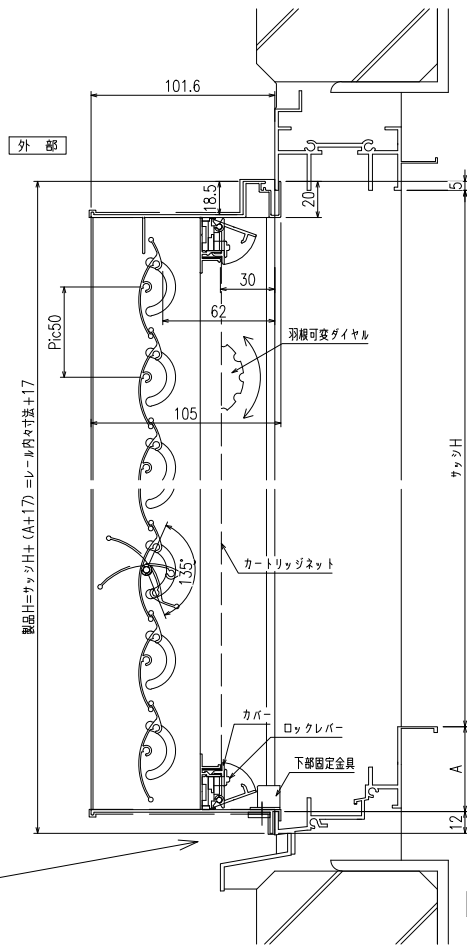 101.6
外 部
18.5
20
5
30
62
羽根可変ダイヤル
Pic50
105
製品H=サッシH+(A+17)=レール内々寸法+17
サッシH
135°
カートリッジネット
カバー
ロックレバー
下部固定金具
A
12